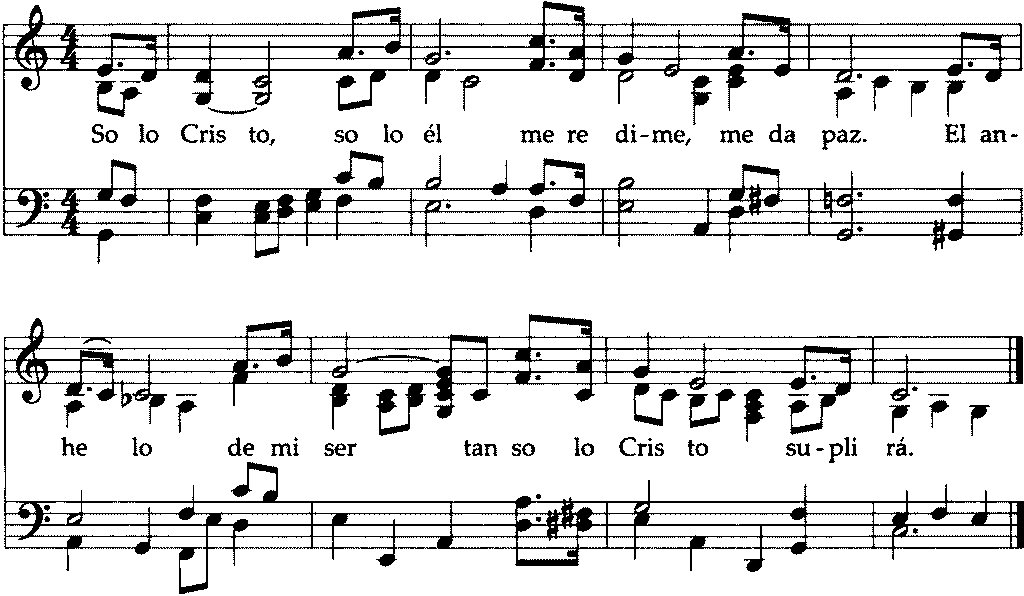 So lo Cris to, so lo él me re di-me, me da paz. El an-
he lo de mi ser tan so lo Cris to su-pli rá.